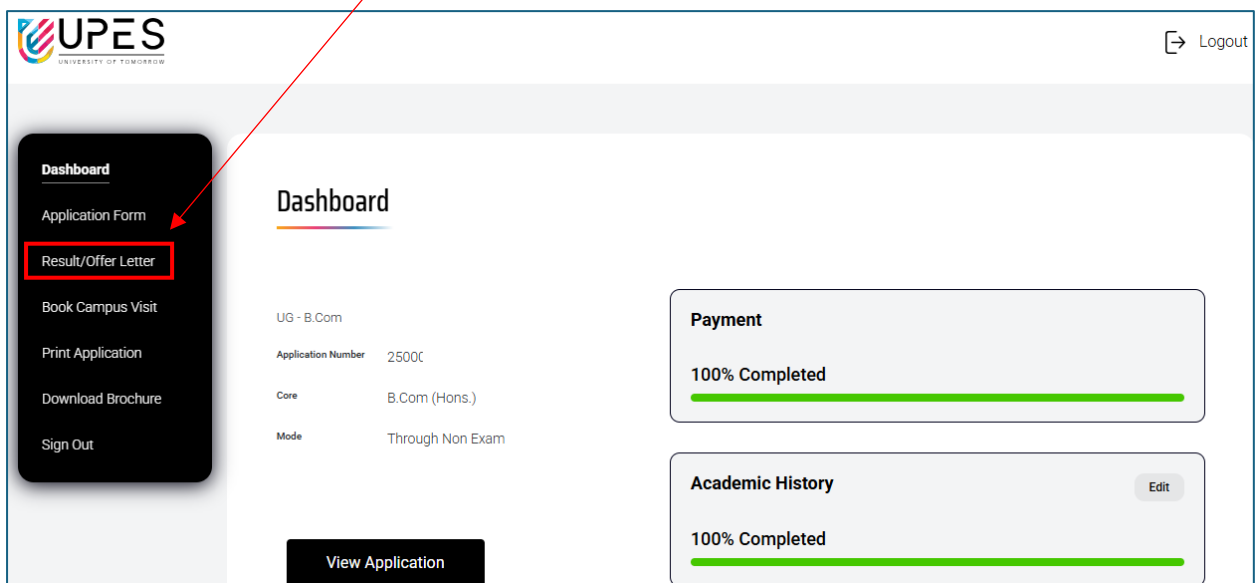 UPES
UNIVERSITY OF TOMORROW
Logout
Dashboard
Application Form
Result/Offer Letter
Book Campus Visit
Print Application
Download Brochure
Sign Out
Dashboard
UG - B.Com
Application Number 25000
Core B.Com (Hons.)
Mode Through Non Exam
View Application
Payment
100% Completed
Academic History Edit
100% Completed